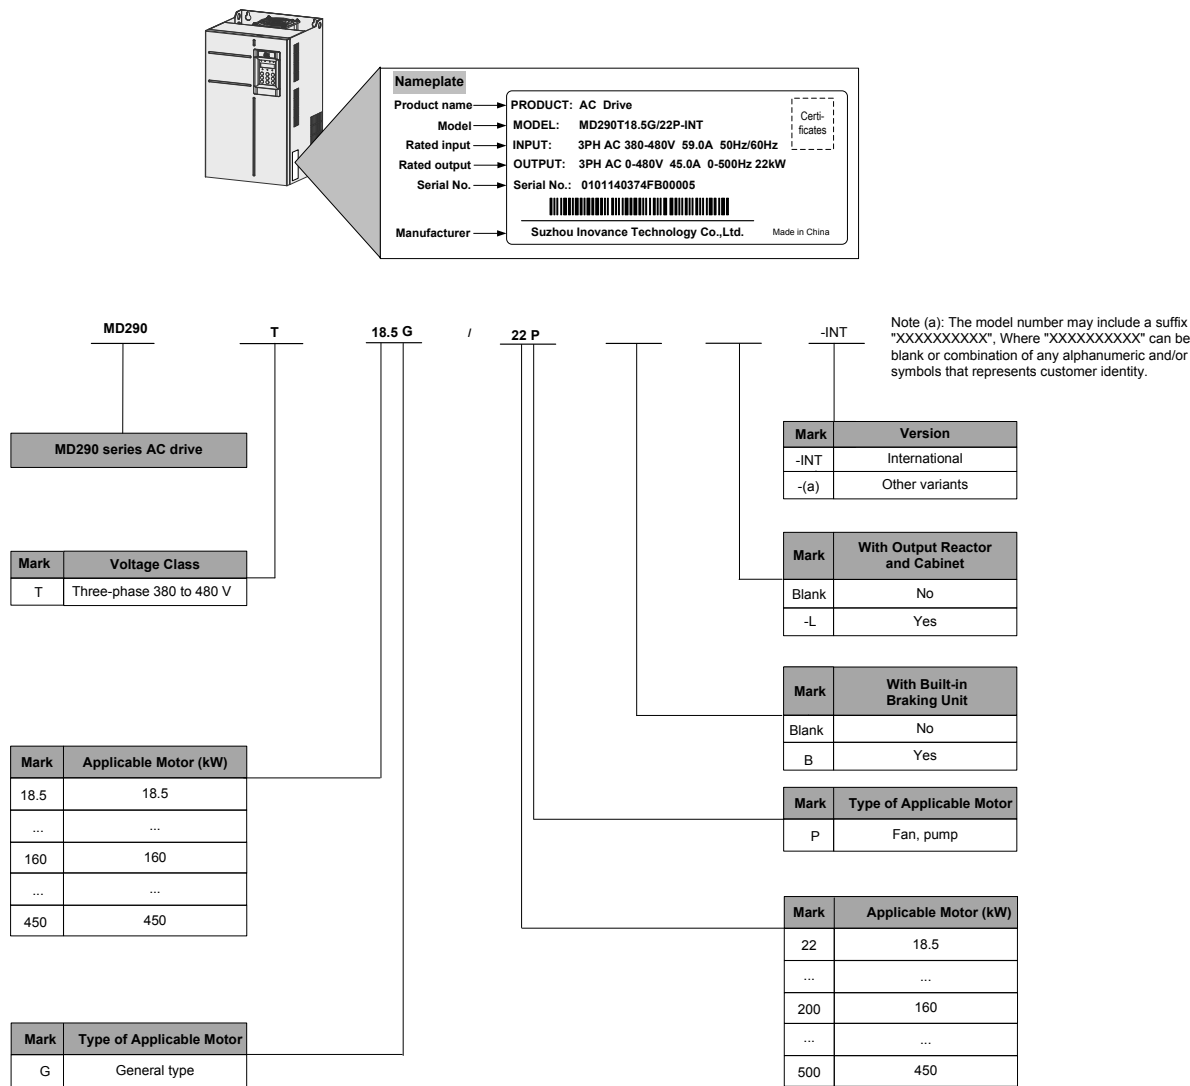 Nameplate
Product name
PRODUCT: AC Drive
Model
MODEL: MD290T18.5G/22P-INT
Rated input
INPUT: 3PH AC 380-480V 59.0A 50Hz/60Hz
Rated output
OUTPUT: 3PH AC 0-480V 45.0A 0-500Hz 22kW
Serial No.
Serial No.: 0101140374FB00005
Certi-
ficates
Manufacturer
Suzhou Inovance Technology Co.,Ltd.
Made in China
MD290 T 18.5 G / 22 P -INT
Note (a): The model number may include a suffix
"XXXXXXXXXX", Where "XXXXXXXXXX" can be
blank or combination of any alphanumeric and/or
symbols that represents customer identity.
MD290 series AC drive
Mark Voltage Class
T Three-phase 380 to 480 V
Mark Applicable Motor (kW)
18.5 18.5
... ...
160 160
... ...
450 450
Mark Type of Applicable Motor
G General type
Mark Version
-INT International
-(a) Other variants
Mark With Output Reactor
and Cabinet
Blank No
-L Yes
Mark With Built-in
Braking Unit
Blank No
B Yes
Mark Type of Applicable Motor
P Fan, pump
Mark Applicable Motor (kW)
22 18.5
... ...
200 160
... ...
500 450